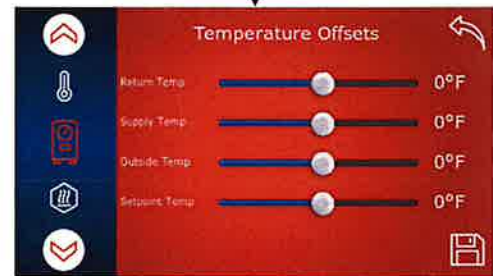 Temperature Offsets
Return Temp 0°F
Supply Temp 0°F
Outside Temp 0°F
Setpoint Temp 0°F